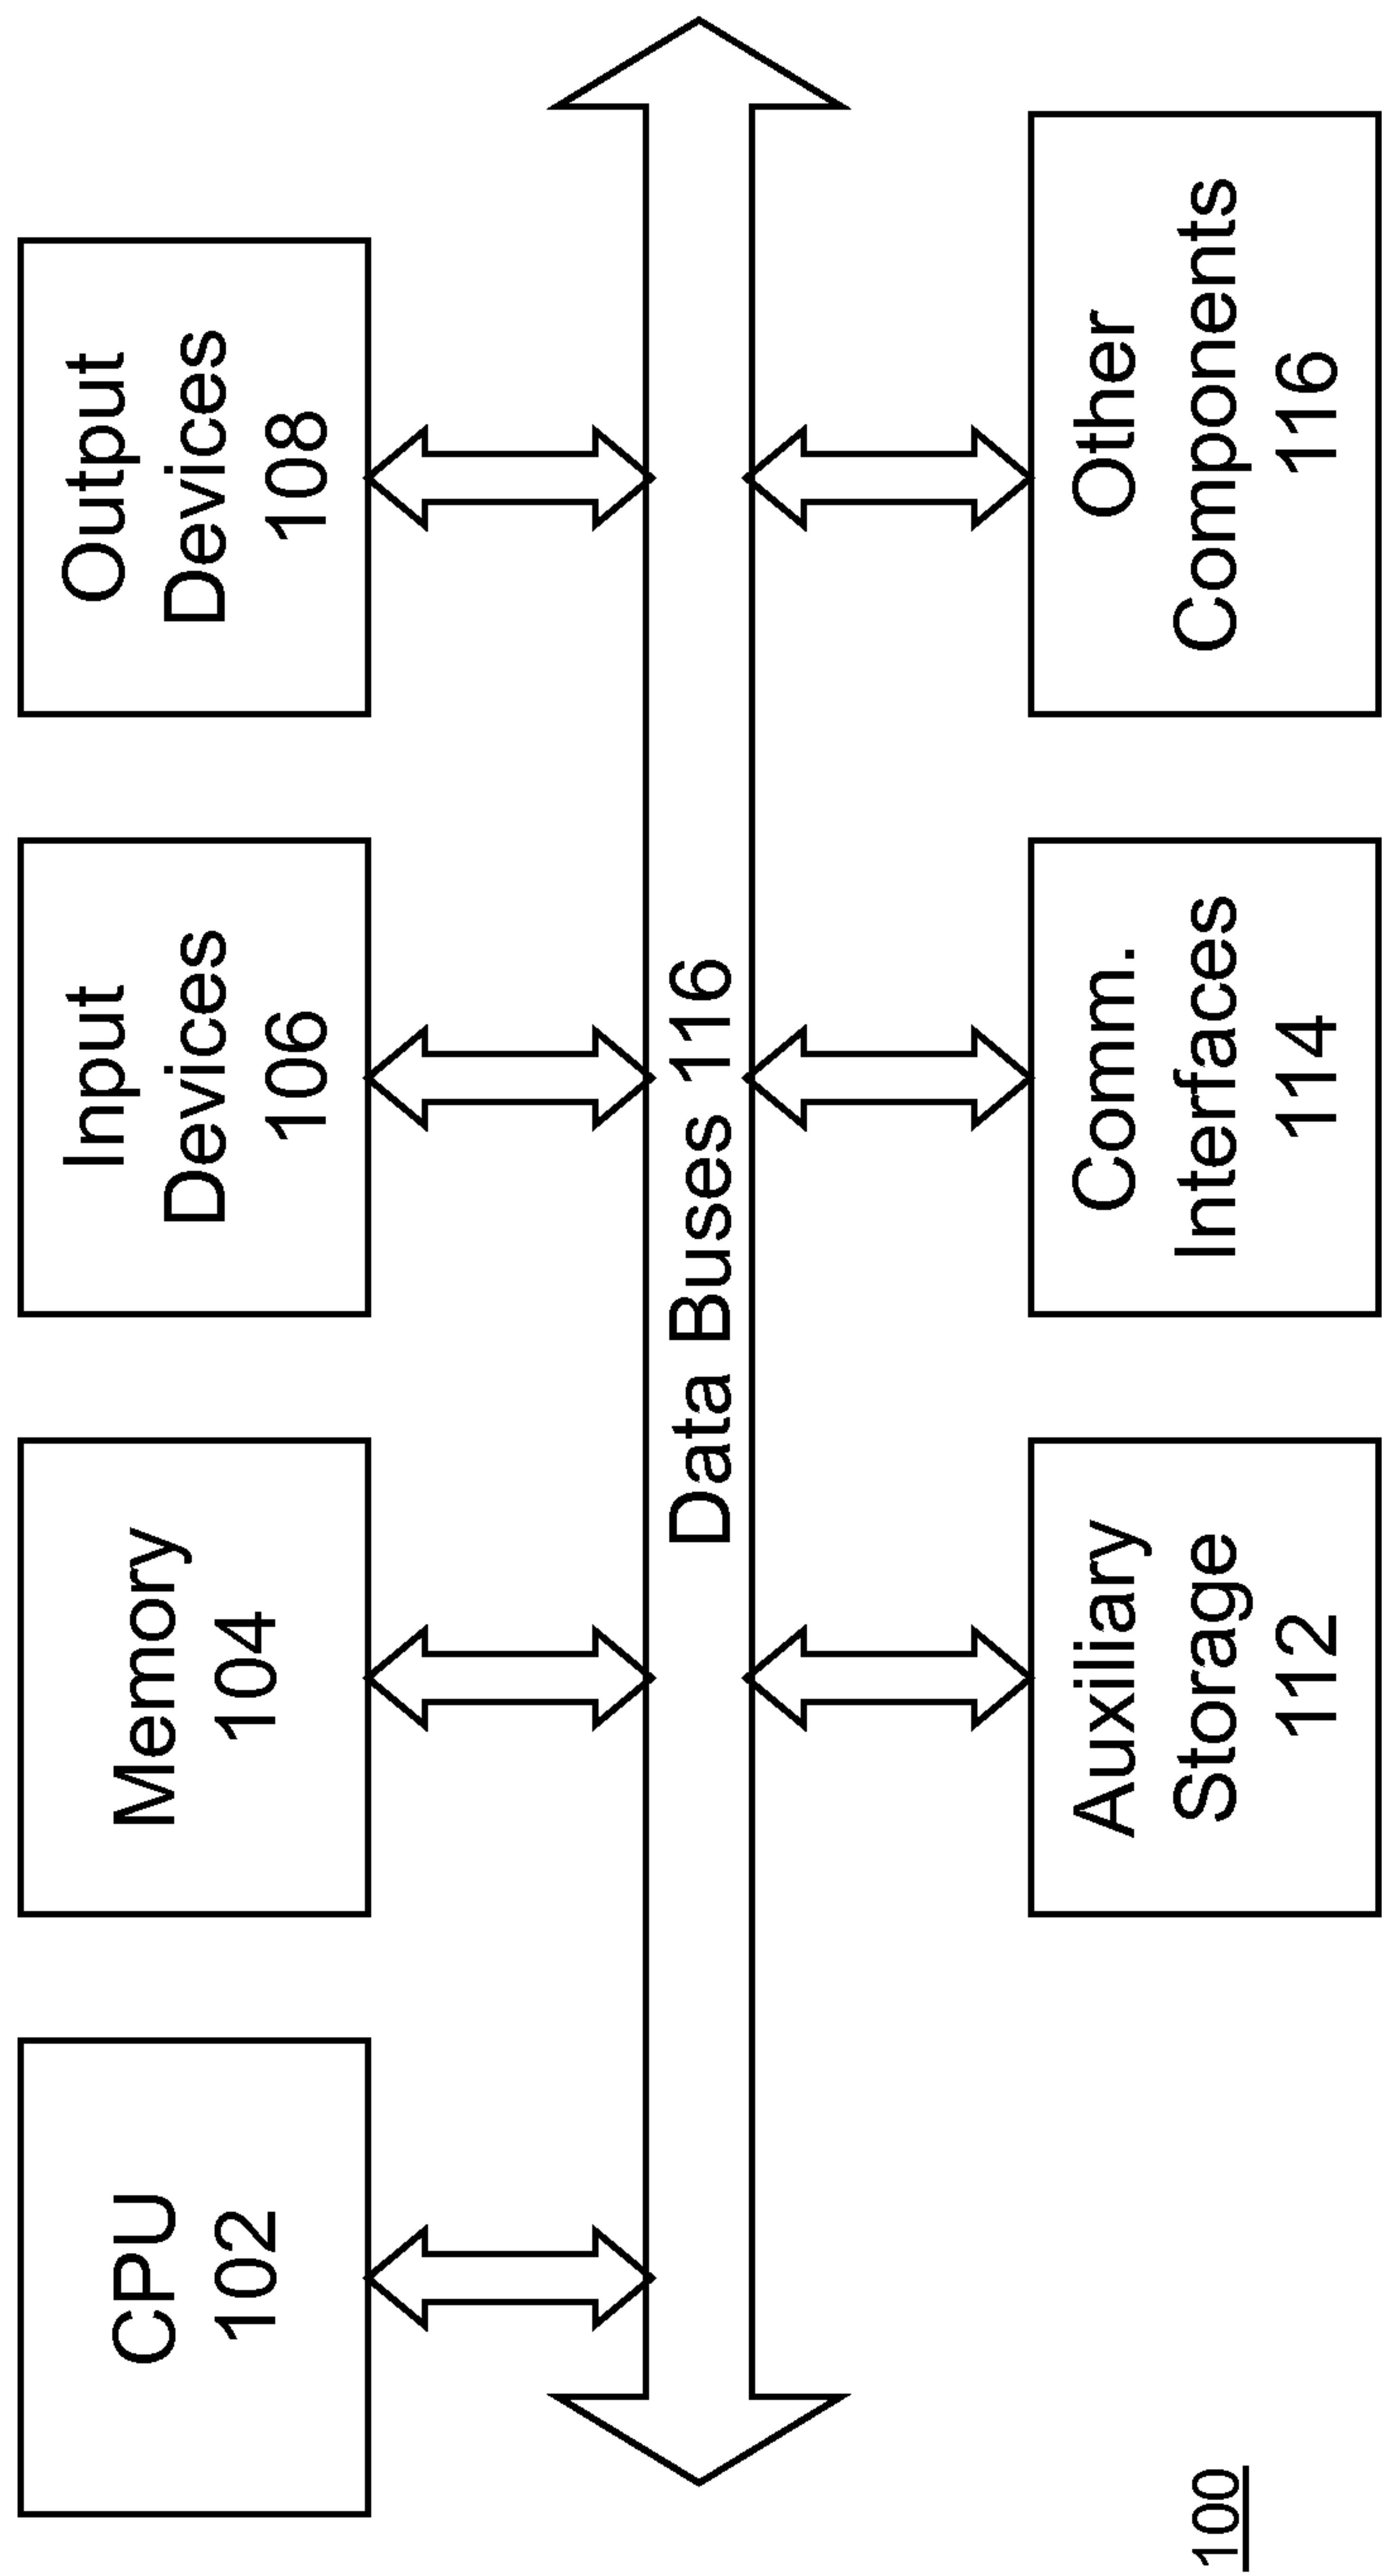 CPU
102
Memory
104
Input
Devices
106
Output
Devices
108
Data Buses 116
Auxiliary
Storage
112
Comm.
Interfaces
114
Other
Components
116
100